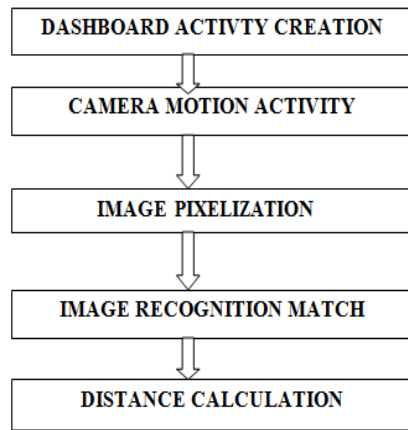 DASHBOARD ACTIVTY CREATION
CAMERA MOTION ACTIVITY
IMAGE PIXELIZATION
IMAGE RECOGNITION MATCH
DISTANCE CALCULATION